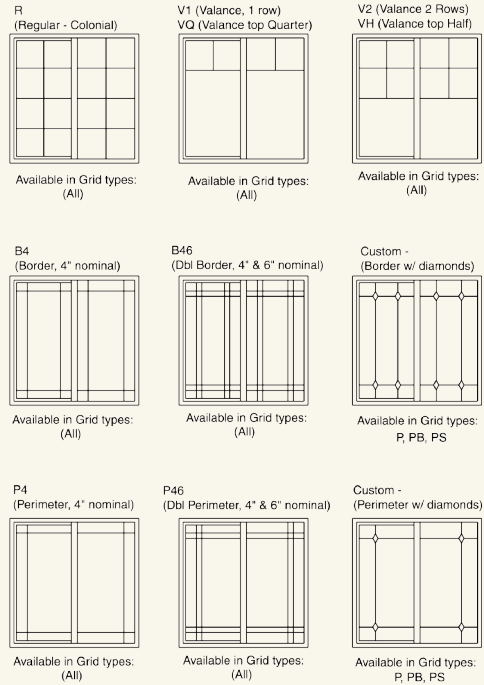 R
(Regular - Colonial)
Available in Grid types:
(All)
V1 (Valance, 1 row)
VQ (Valance top Quarter)
Available in Grid types:
(All)
V2 (Valance 2 Rows)
VH (Valance top Half)
Available in Grid types:
(All)
B4
(Border, 4" nominal)
Available in Grid types:
(All)
B46
(Dbl Border, 4" & 6" nominal)
Available in Grid types:
(All)
Custom -
(Border w/ diamonds)
Available in Grid types:
P, PB, PS
P4
(Perimeter, 4" nominal)
Available in Grid types:
(All)
P46
(Dbl Perimeter, 4" & 6" nominal)
Available in Grid types:
(All)
Custom -
(Perimeter w/ diamonds)
Available in Grid types:
P, PB, PS